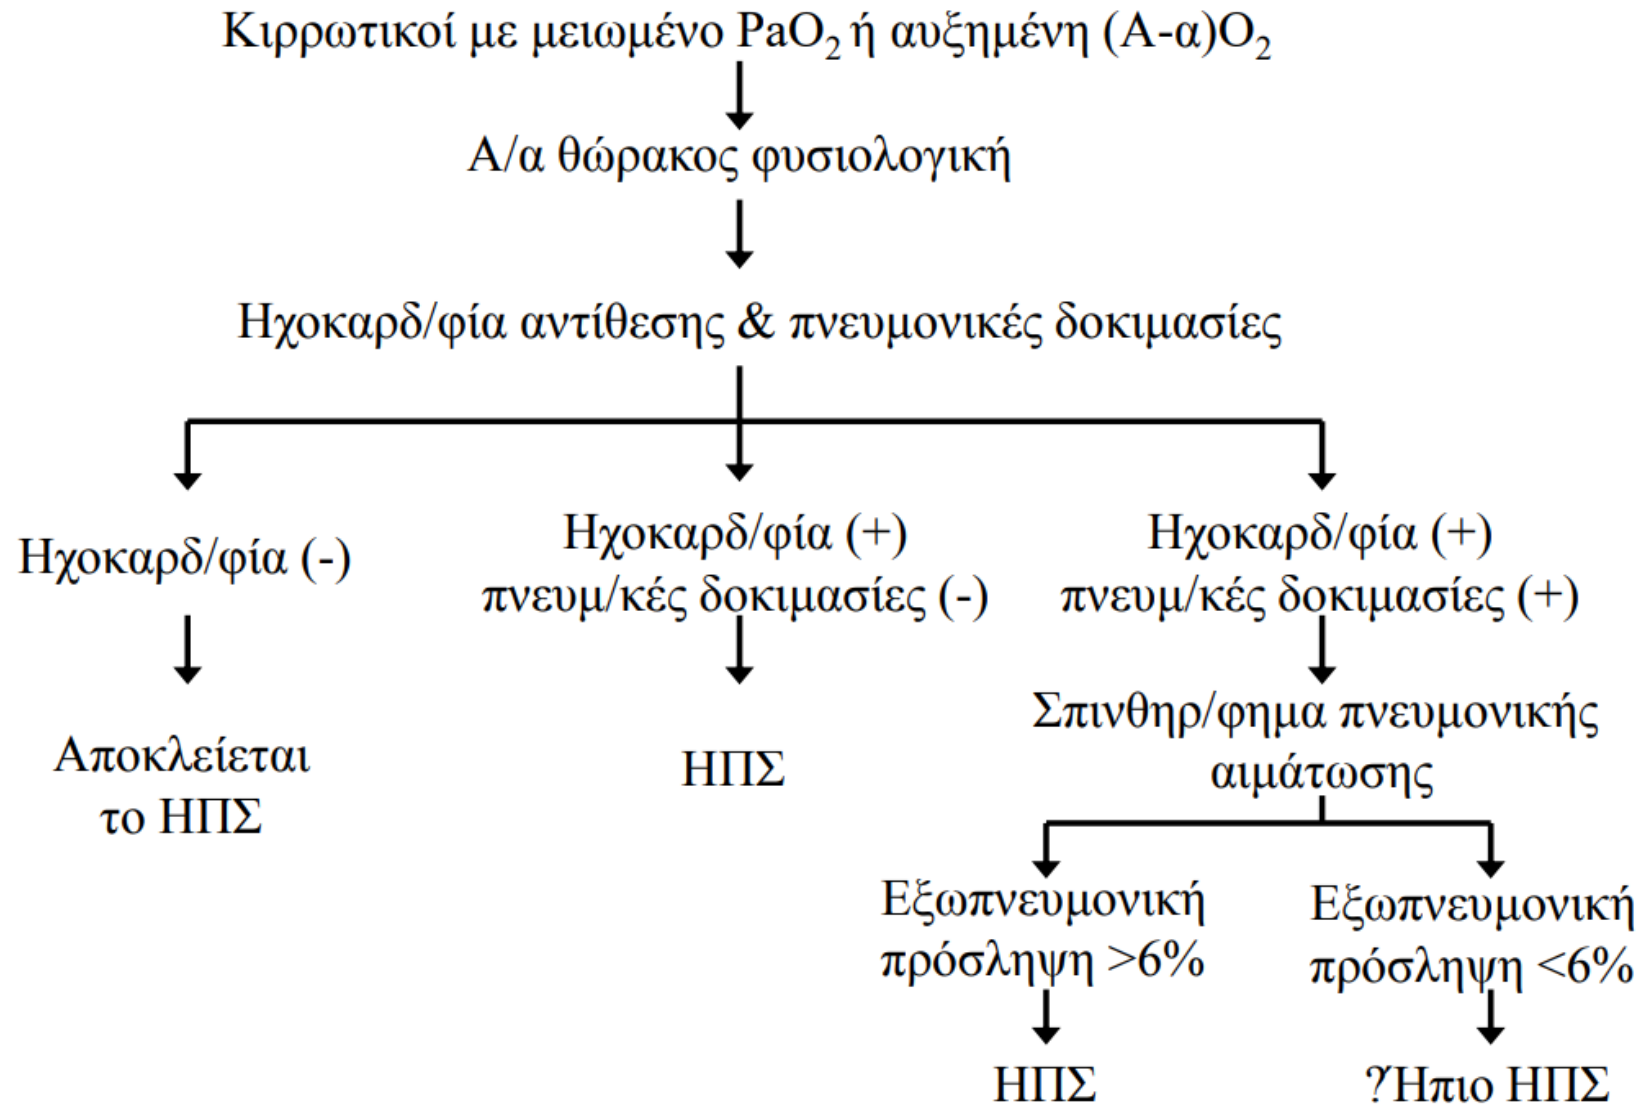 Κιρρωτικοί με μειωμένο PaO₂ ή αυξημένη (Α-α)Ο₂
Α/α θώρακος φυσιολογική
Ηχοκαρδ/φία αντίθεσης & πνευμονικές δοκιμασίες
Ηχοκαρδ/φία (-)
Αποκλείεται
το ΗΠΣ
Ηχοκαρδ/φία (+)
πνευμ/κές δοκιμασίες (-)
ΗΠΣ
Ηχοκαρδ/φία (+)
πνευμ/κές δοκιμασίες (+)
Σπινθηρ/φημα πνευμονικής
αιμάτωσης
Εξωπνευμονική
πρόσληψη >6%
ΗΠΣ
Εξωπνευμονική
πρόσληψη <6%
?Ήπιο ΗΠΣ